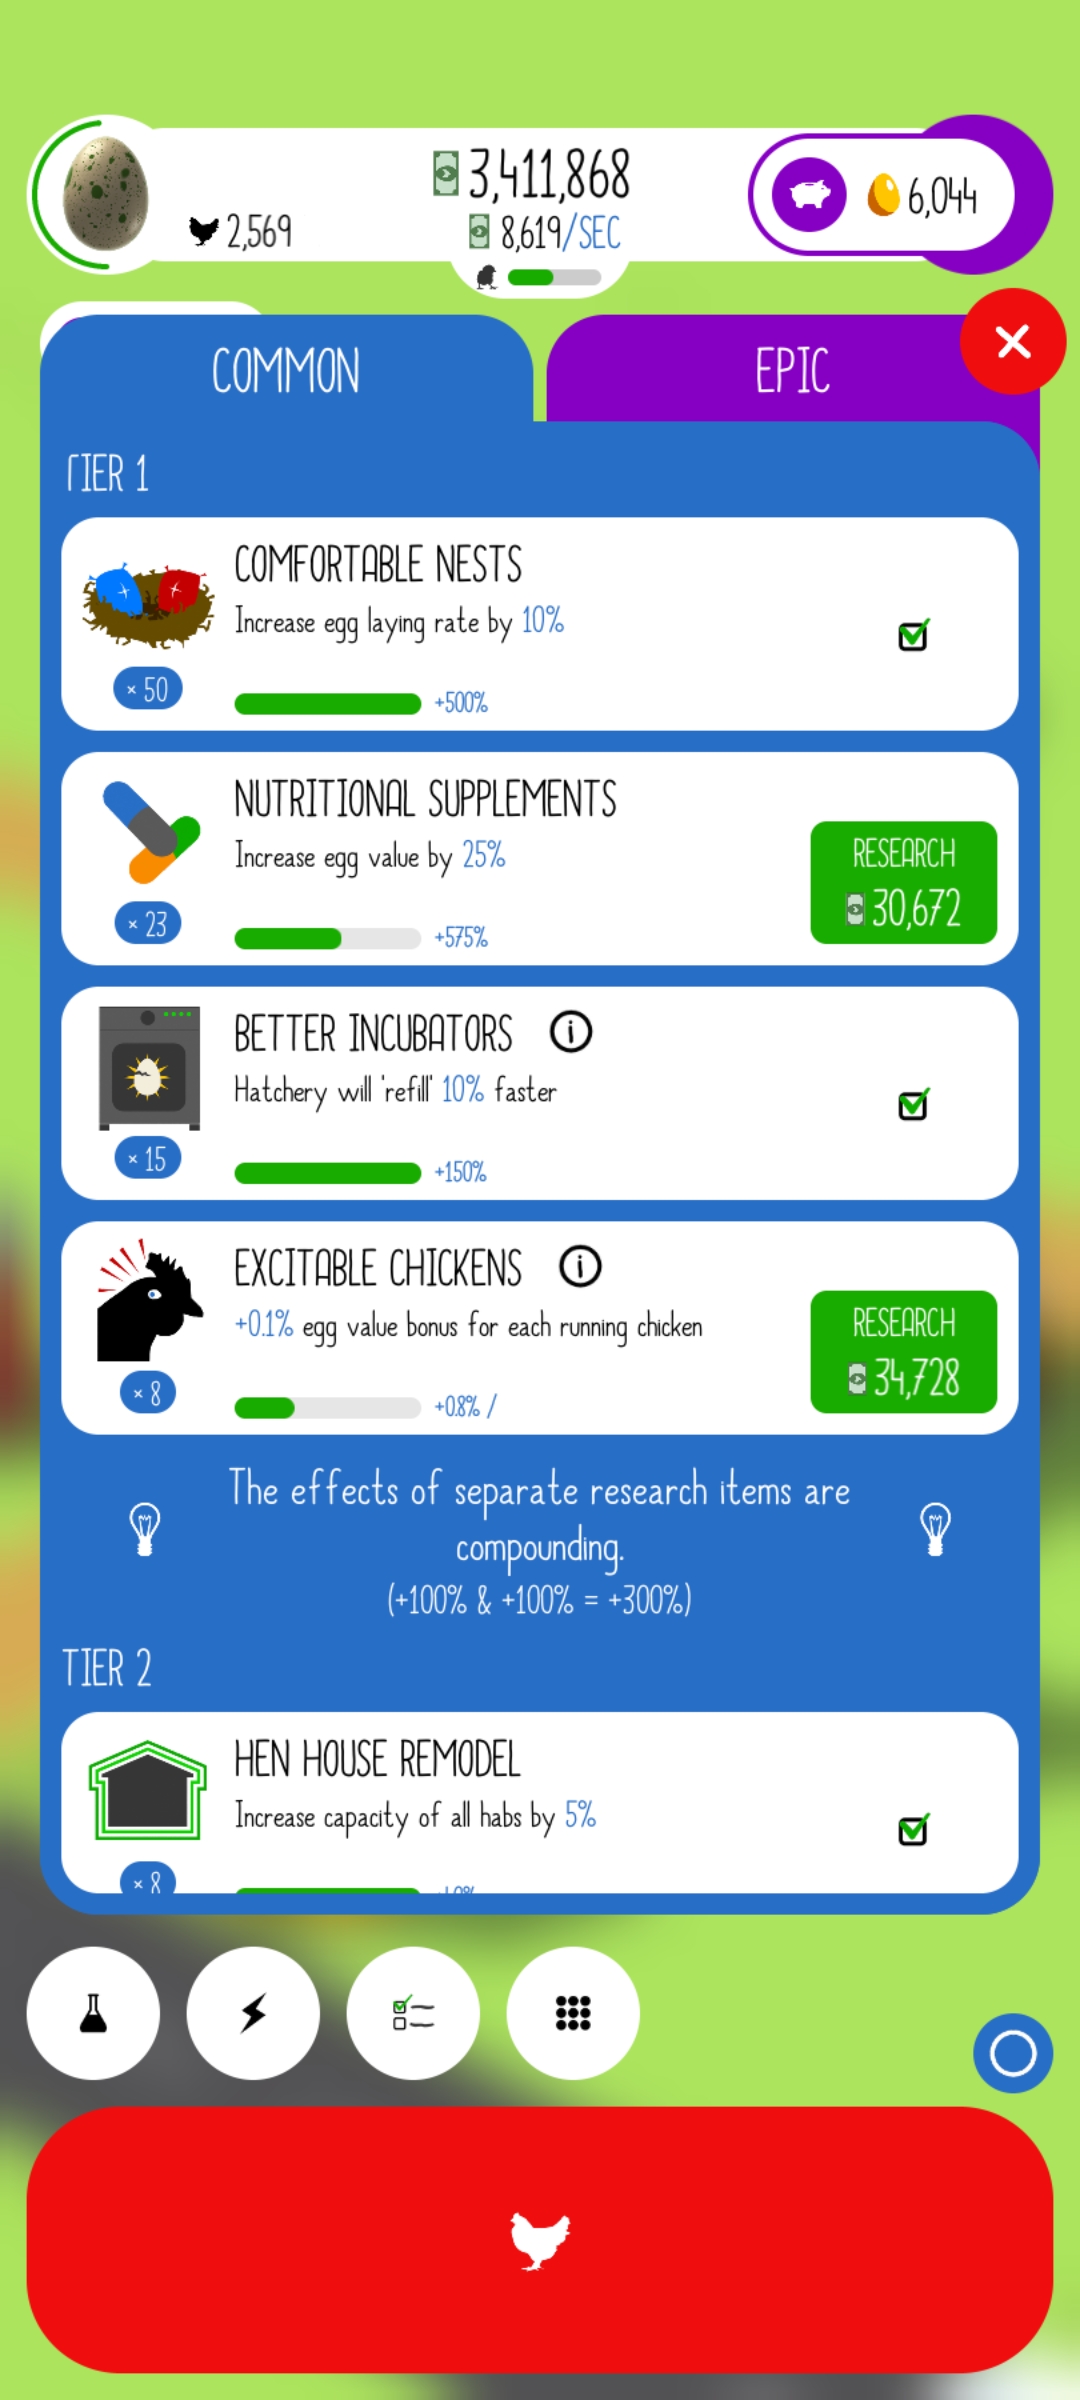 3,411,868
2,569
8,619/SEC
6,044
COMMON
EPIC
TIER 1
COMFORTABLE NESTS
Increase egg laying rate by 10%
× 50
+500%
NUTRITIONAL SUPPLEMENTS
Increase egg value by 25%
RESEARCH
30,672
× 23
+575%
BETTER INCUBATORS
Hatchery will 'refill' 10% faster
× 15
+150%
EXCITABLE CHICKENS
+0.1% egg value bonus for each running chicken
RESEARCH
34,728
× 8
+0.8% /
The effects of separate research items are
compounding.
(+100% & +100% = +300%)
TIER 2
HEN HOUSE REMODEL
Increase capacity of all habs by 5%
× 8